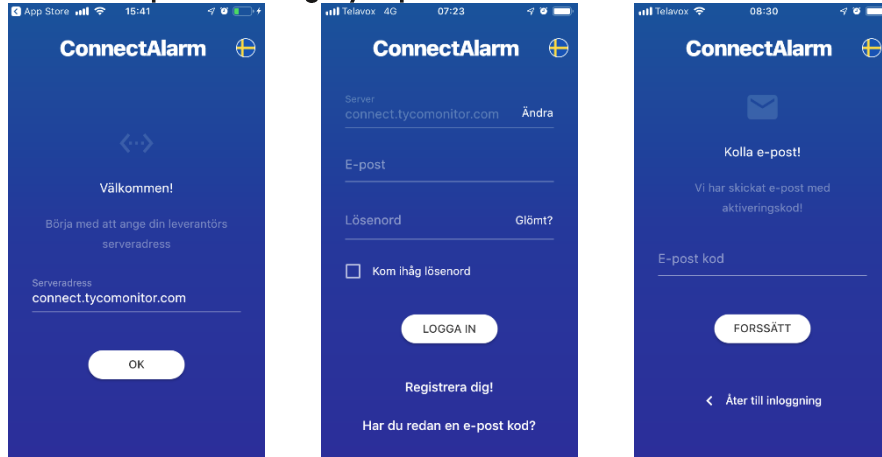 App Store 15:41
ConnectAlarm
Välkommen!
Börja med att ange din leverantörs
serveradress
Serveradress
connect.tycomonitor.com
OK
Telavox 4G 07:23
ConnectAlarm
Server
connect.tycomonitor.com Ändra
E-post
Lösenord Glömt?
Kom ihåg lösenord
LOGGA IN
Registrera dig!
Har du redan en e-post kod?
Telavox 08:30
ConnectAlarm
Kolla e-post!
Vi har skickat e-post med
aktiveringskod!
E-post kod
FORSSÄTT
Åter till inloggning